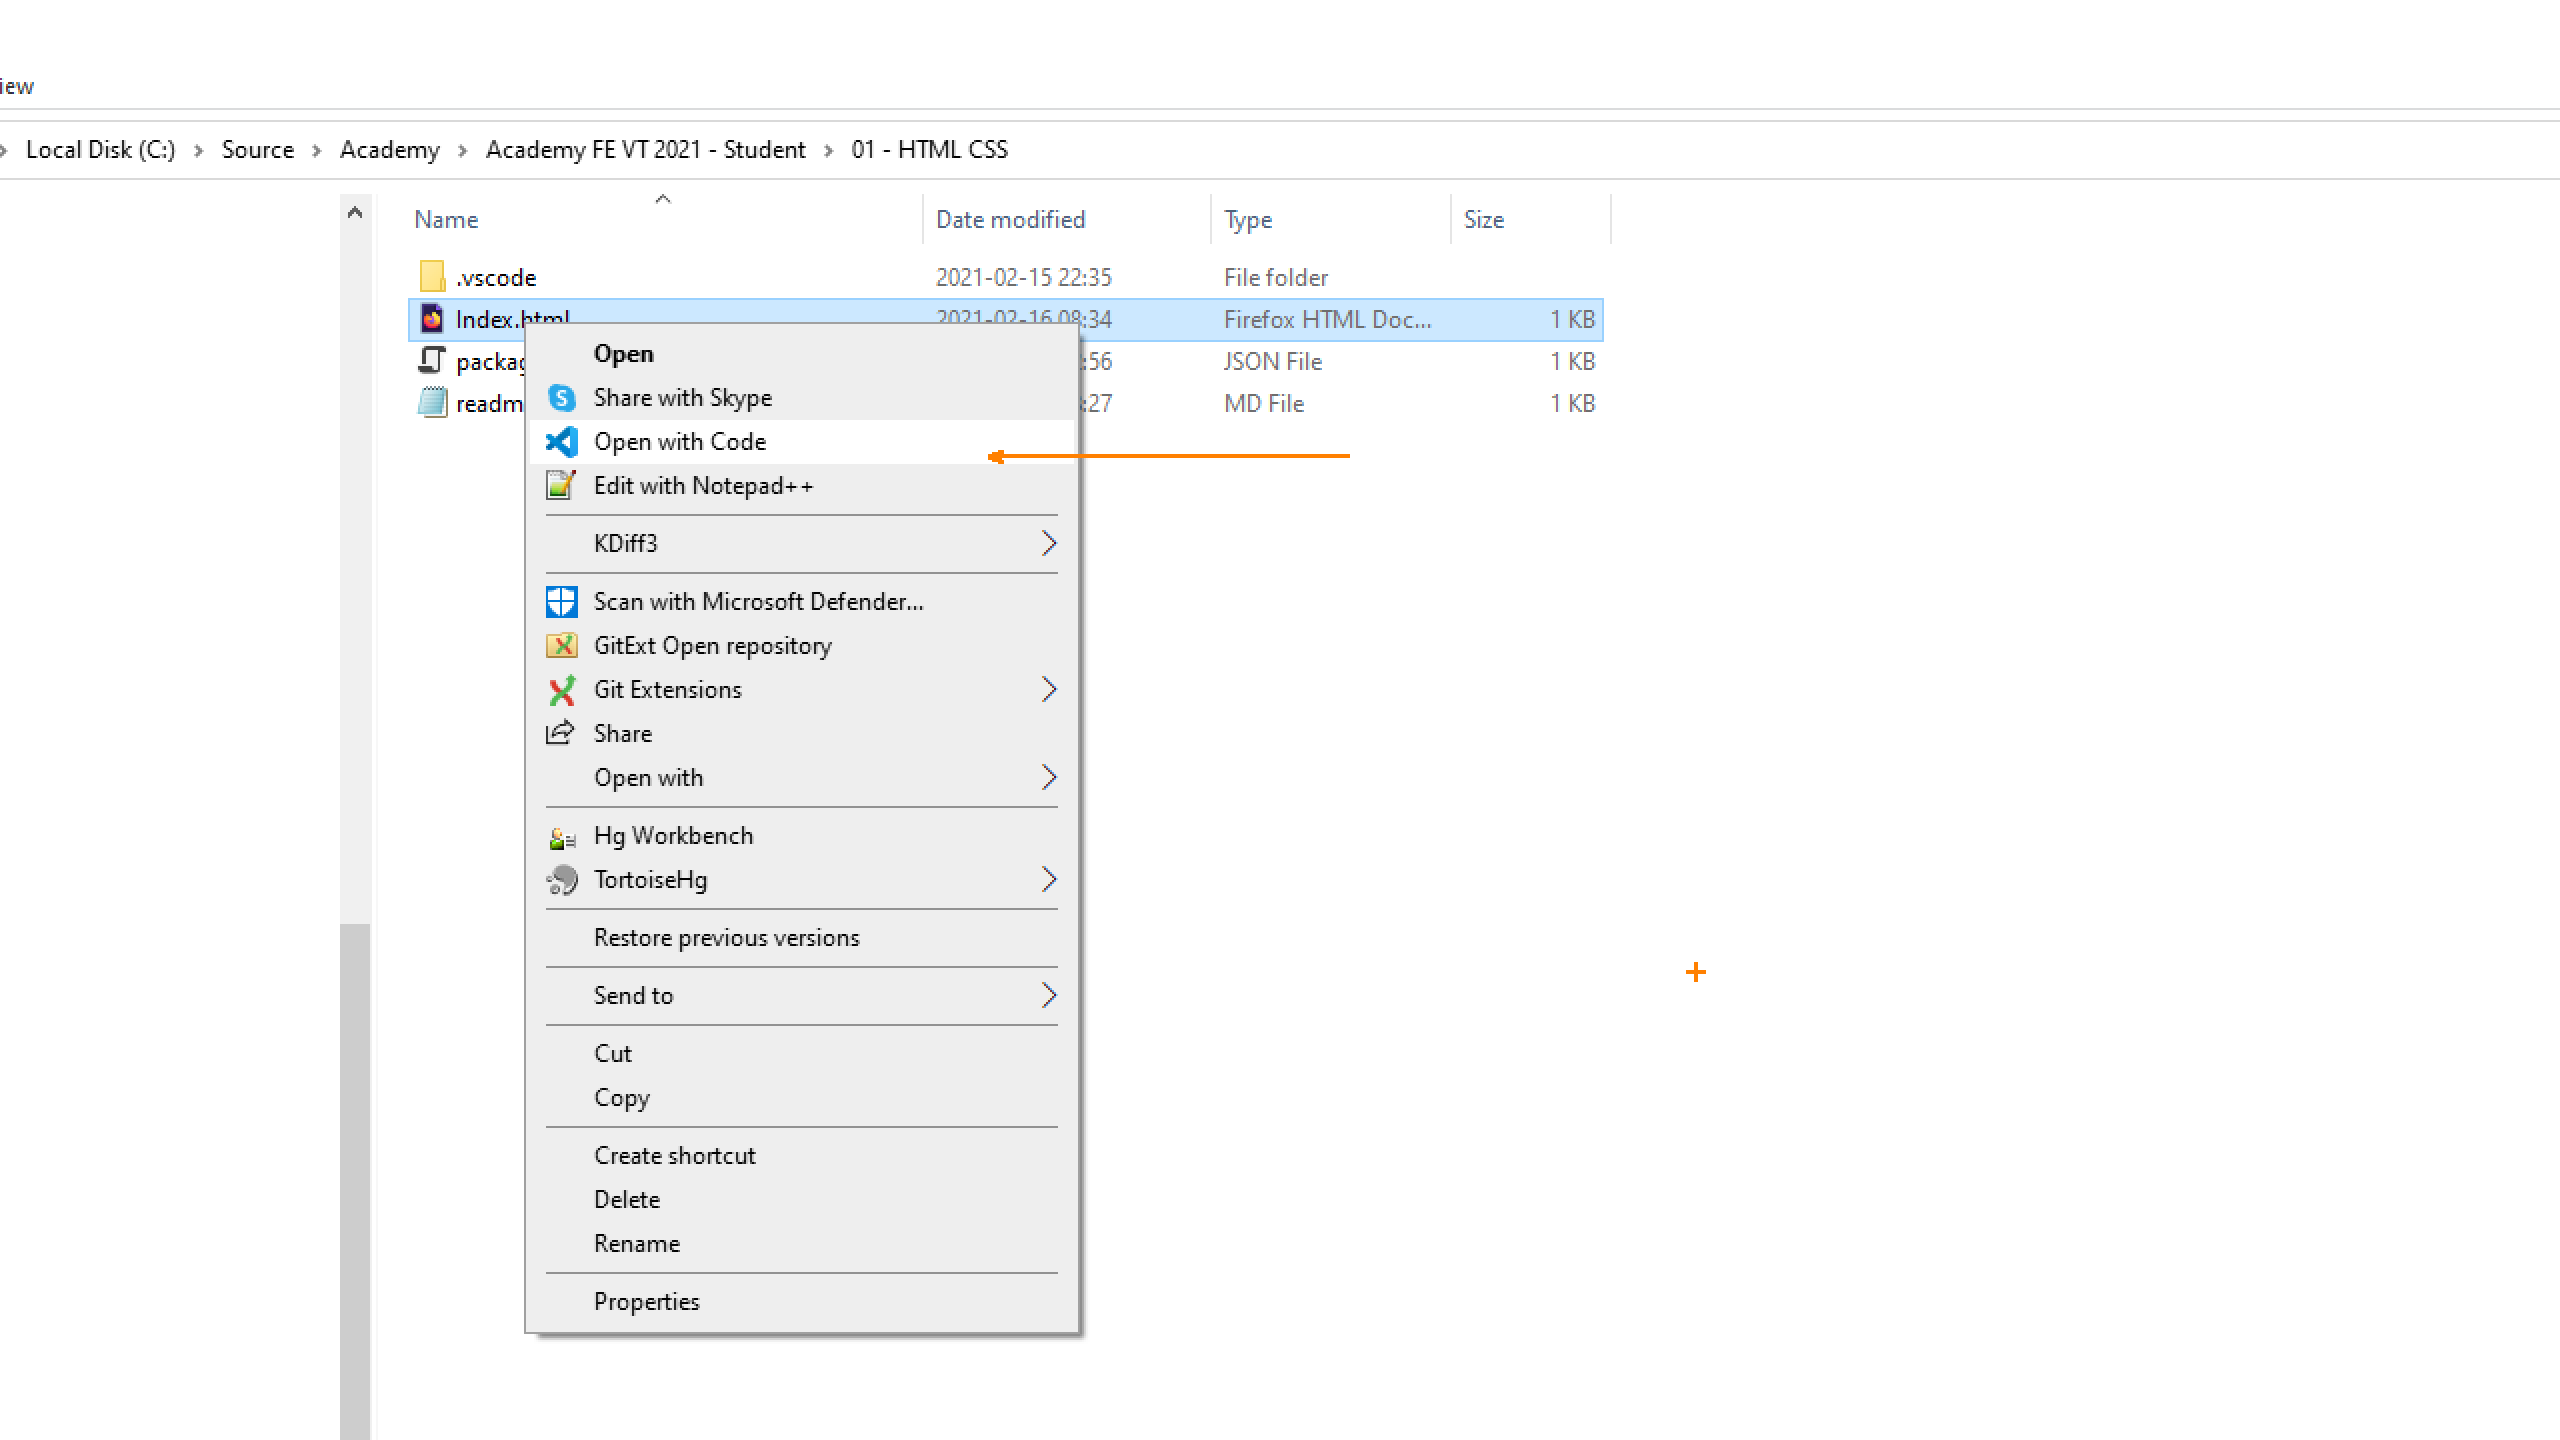 iew
Local Disk (C:) > Source > Academy > Academy FE VT 2021 - Student > 01 - HTML CSS
Name Date modified Type Size
.vscode 2021-02-15 22:35 File folder
Index.html 2021-02-16 08:34 Firefox HTML Doc... 1 KB
packag :56 JSON File 1 KB
readm :27 MD File 1 KB
Open
Share with Skype
Open with Code
Edit with Notepad++
KDiff3
Scan with Microsoft Defender...
GitExt Open repository
Git Extensions
Share
Open with
Hg Workbench
TortoiseHg
Restore previous versions
Send to
Cut
Copy
Create shortcut
Delete
Rename
Properties